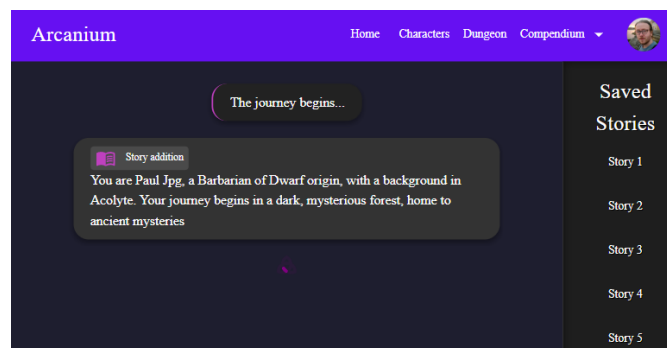 Arcanium
Home Characters Dungeon Compendium
The journey begins...
Story addition
You are Paul Jpg, a Barbarian of Dwarf origin, with a background in
Acolyte. Your journey begins in a dark, mysterious forest, home to
ancient mysteries
Saved
Stories
Story 1
Story 2
Story 3
Story 4
Story 5